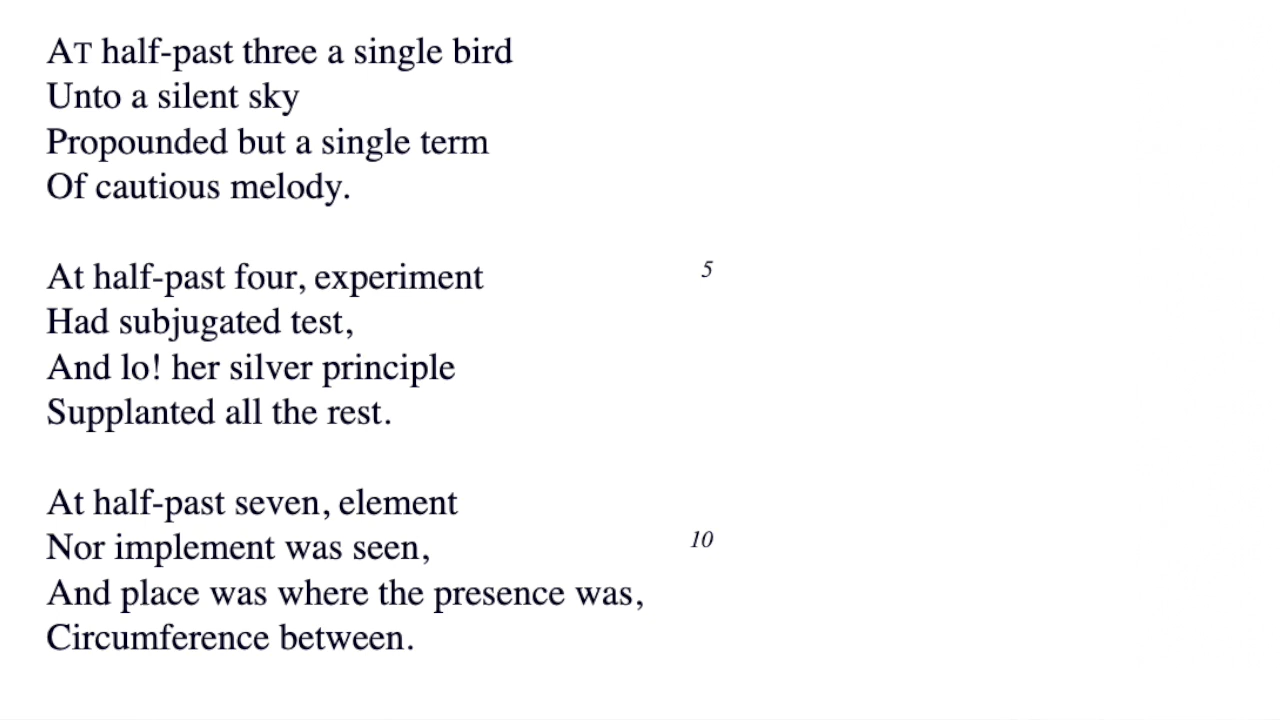 AT half-past three a single bird
Unto a silent sky
Propounded but a single term
Of cautious melody.
At half-past four, experiment 5
Had subjugated test,
And lo! her silver principle
Supplanted all the rest.
At half-past seven, element
Nor implement was seen, 10
And place was where the presence was,
Circumference between.